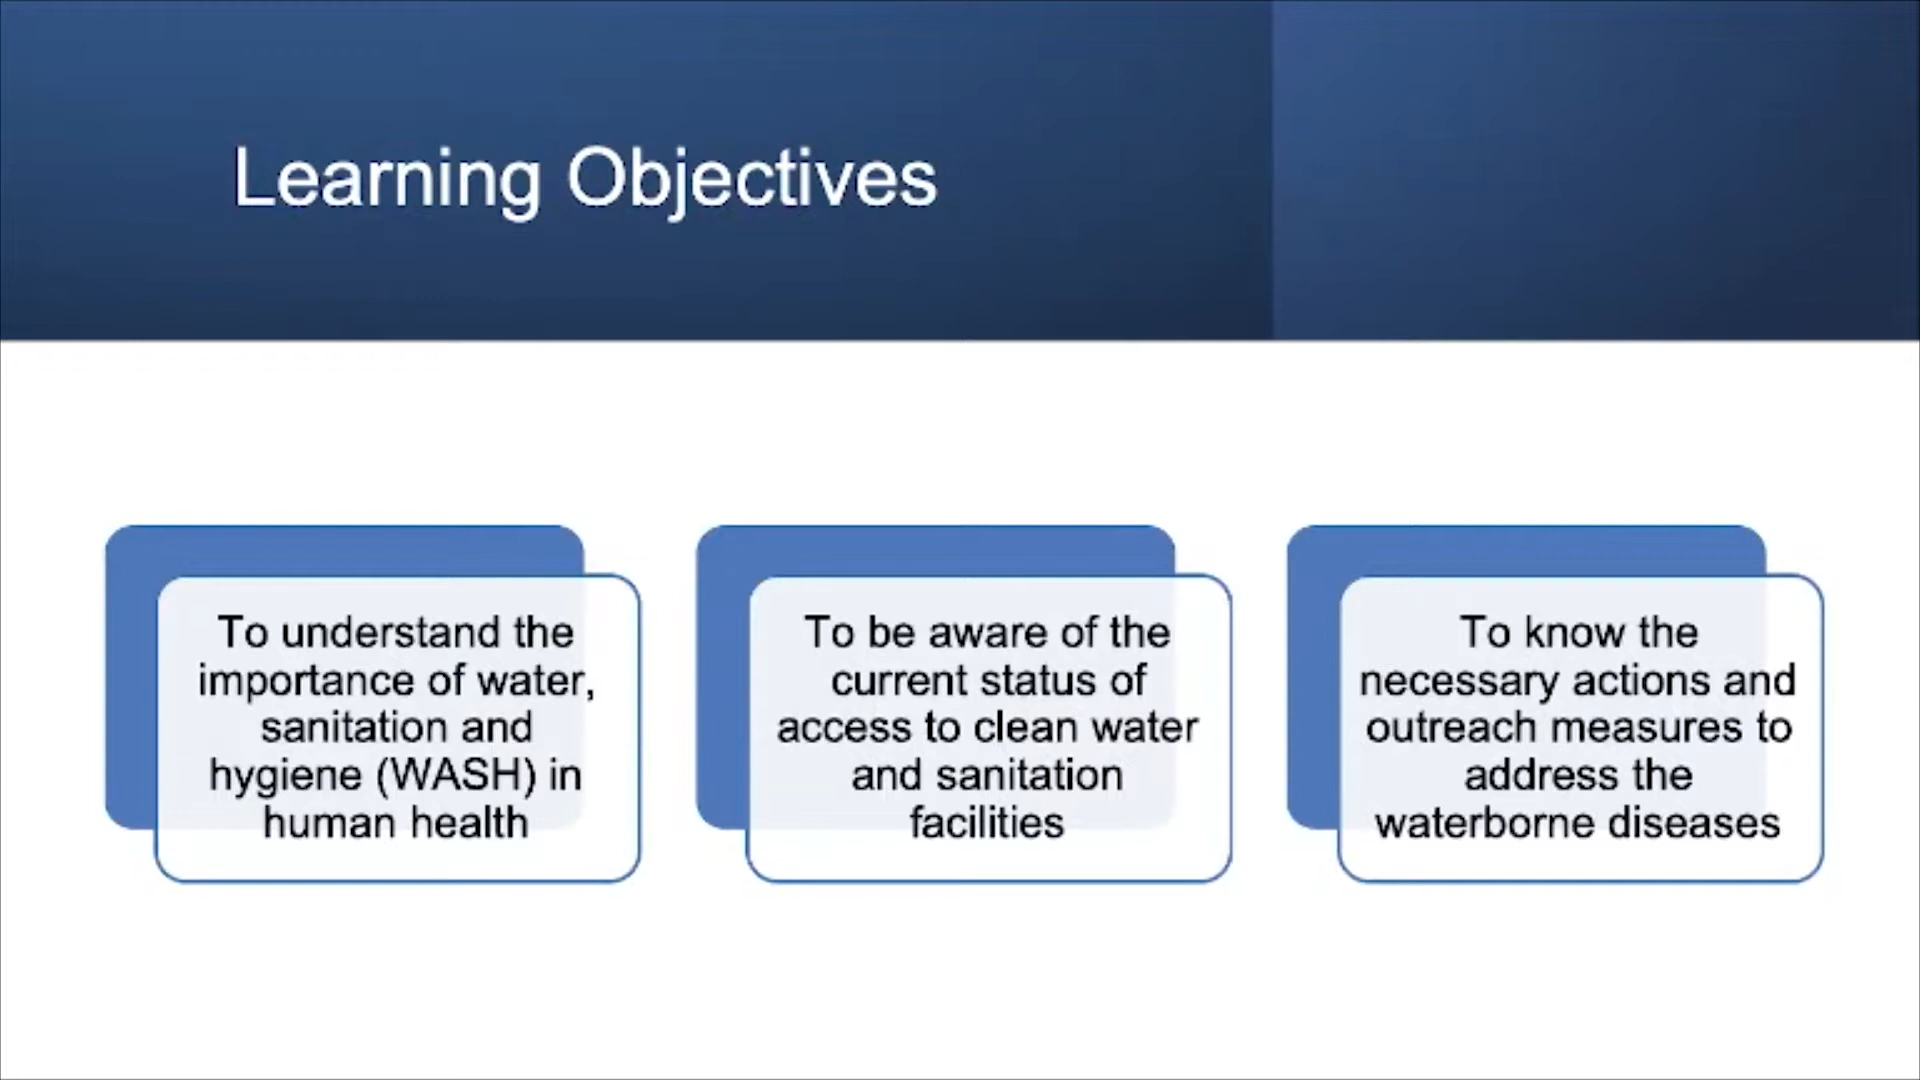 Learning Objectives
To understand the
importance of water,
sanitation and
hygiene (WASH) in
human health
To be aware of the
current status of
access to clean water
and sanitation
facilities
To know the
necessary actions and
outreach measures to
address the
waterborne diseases